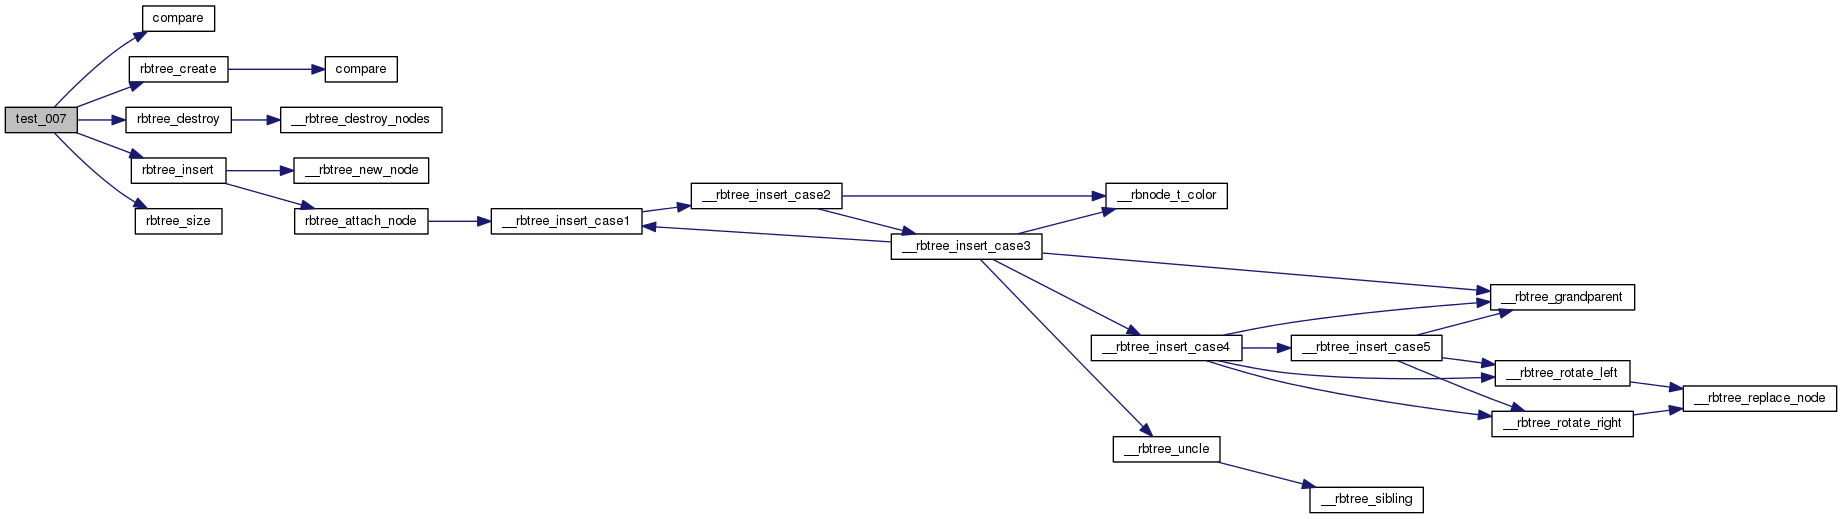 compare
rbtree_create
compare
test_007
rbtree_destroy
__rbtree_destroy_nodes
rbtree_insert
__rbtree_new_node
rbtree_size
rbtree_attach_node
__rbtree_insert_case1
__rbtree_insert_case2
__rbnode_t_color
__rbtree_insert_case3
__rbtree_grandparent
__rbtree_insert_case4
__rbtree_insert_case5
__rbtree_rotate_left
__rbtree_replace_node
__rbtree_rotate_right
__rbtree_uncle
__rbtree_sibling